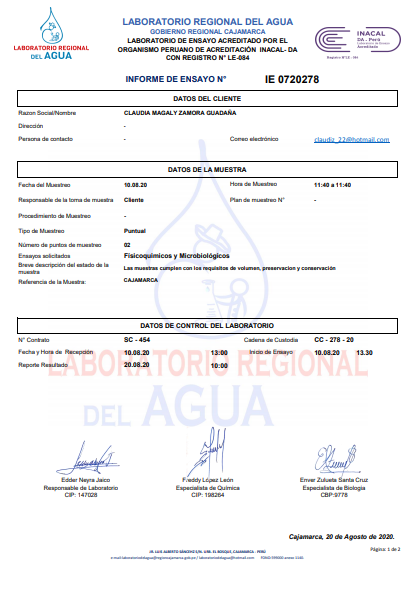 LABORATORIO REGIONAL DEL AGUA
GOBIERNO REGIONAL CAJAMARCA
LABORATORIO DE ENSAYO ACREDITADO POR EL
ORGANISMO PERUANO DE ACREDITACIÓN INACAL- DA
CON REGISTRO N° LE-084
LABORATORIO REGIONAL
DEL AGUA
INACAL
DA - Perú
Laboratorio de Ensayo
Acreditado
Registro N° LE - 084
INFORME DE ENSAYO N° IE 0720278
DATOS DEL CLIENTE
Razon Social/Nombre CLAUDIA MAGALY ZAMORA GUADAÑA
Dirección -
Persona de contacto - Correo electrónico claudiz_22@hotmail.com
DATOS DE LA MUESTRA
Fecha del Muestreo 10.08.20 Hora de Muestreo 11:40 a 11:40
Responsable de la toma de muestra Cliente Plan de muestreo N° -
Procedimiento de Muestreo -
Tipo de Muestreo Puntual
Número de puntos de muestreo 02
Ensayos solicitados Fisicoquímicos y Microbiológicos
Breve descripción del estado de la muestra Las muestras cumplen con los requisitos de volumen, preservacion y conservación
Referencia de la Muestra: CAJAMARCA
DATOS DE CONTROL DEL LABORATORIO
N° Contrato SC - 454 Cadena de Custodia CC - 278 - 20
Fecha y Hora de Recepción 10.08.20 13:00 Inicio de Ensayo 10.08.20 13.30
Reporte Resultado 20.08.20 10:00
LABORATORIO REGIONAL
DEL AGUA
Edder Neyra Jaico
Responsable de Laboratorio
CIP: 147028
Freddy López León
Especialista de Química
CIP: 198264
Enver Zulueta Santa Cruz
Especialista de Biología
CBP:9778
Cajamarca, 20 de Agosto de 2020.
JR. LUIS ALBERTO SÁNCHEZ S/N. URB. EL BOSQUE, CAJAMARCA - PERÚ
Página: 1 de 2